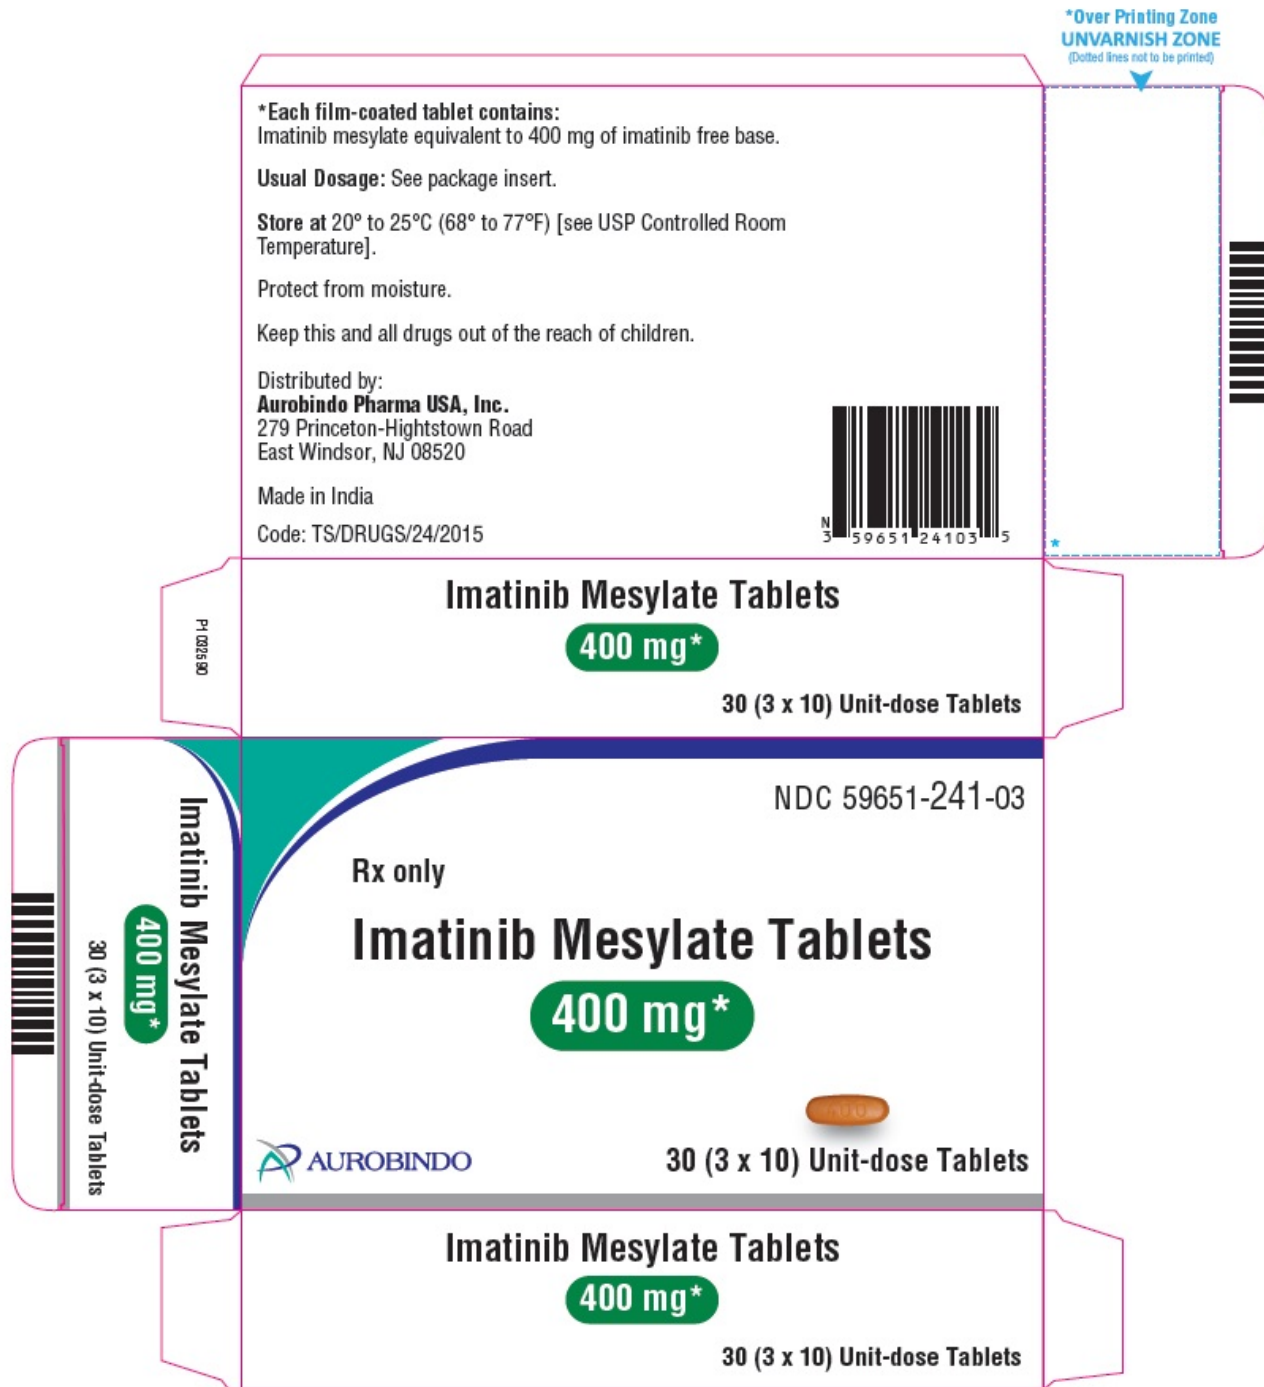 *Over Printing Zone
UNVARNISH ZONE
(Dotted lines not to be printed)
*Each film-coated tablet contains:
Imatinib mesylate equivalent to 400 mg of imatinib free base.
Usual Dosage: See package insert.
Store at 20° to 25°C (68° to 77°F) [see USP Controlled Room
Temperature].
Protect from moisture.
Keep this and all drugs out of the reach of children.
Distributed by:
Aurobindo Pharma USA, Inc.
279 Princeton-Hightstown Road
East Windsor, NJ 08520
Made in India
Code: TS/DRUGS/24/2015
N
3 59651 24103 5
*
Imatinib Mesylate Tablets
400 mg*
30 (3 x 10) Unit-dose Tablets
P1032590
Imatinib Mesylate Tablets
400 mg*
30 (3 x 10) Unit-dose Tablets
NDC 59651-241-03
Rx only
Imatinib Mesylate Tablets
400 mg*
400
AUROBINDO
30 (3 x 10) Unit-dose Tablets
Imatinib Mesylate Tablets
400 mg*
30 (3 x 10) Unit-dose Tablets